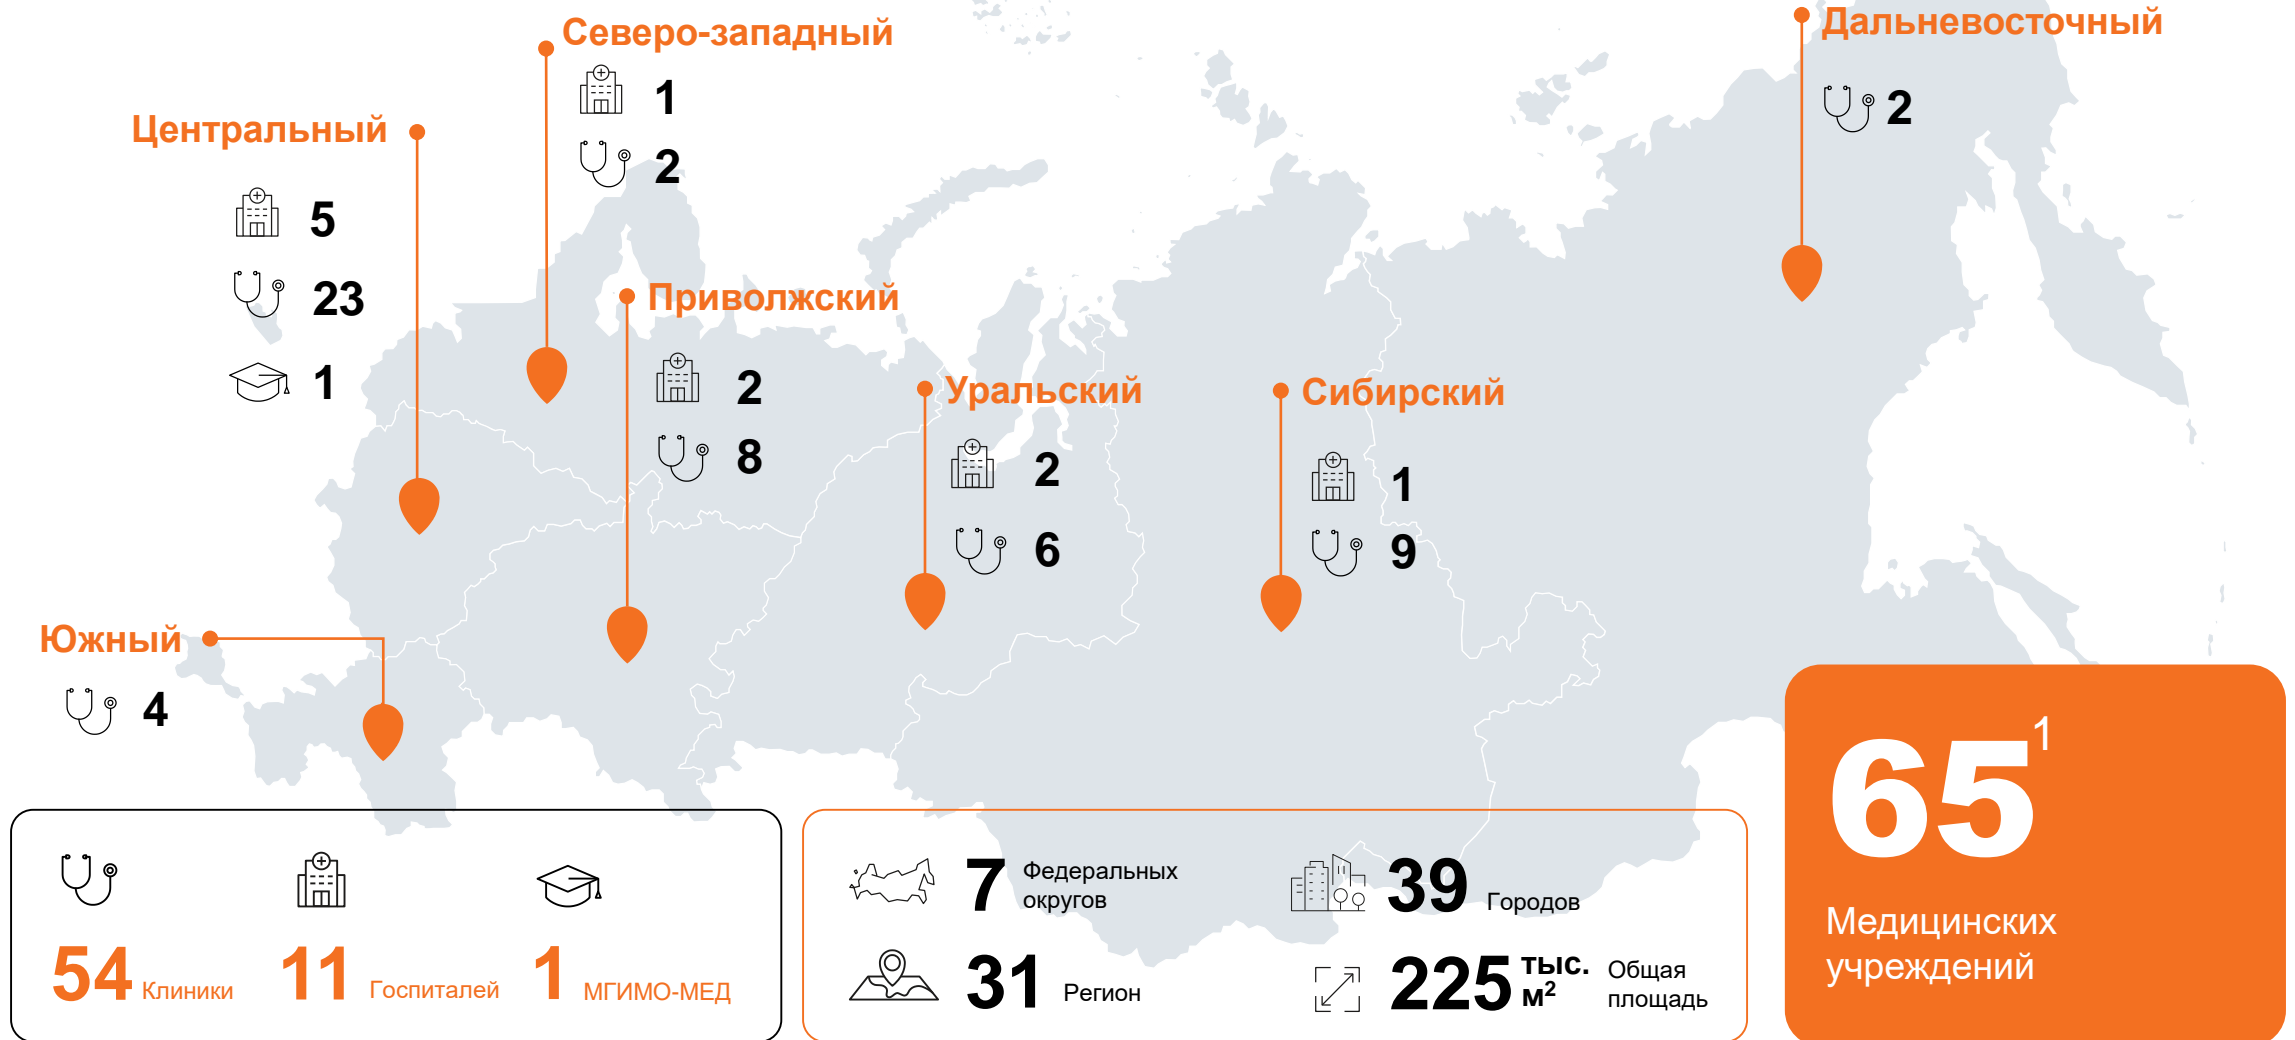 Северо-западный
1
2
Дальневосточный
2
Центральный
5
23
1
Приволжский
2
8
Уральский
2
6
Сибирский
1
9
Южный
4
54 Клиники
11 Госпиталей
1 МГИМО-МЕД
7 Федеральных
округов
39 Городов
31 Регион
225 тыс.
м²
Общая
площадь
65¹
Медицинских
учреждений